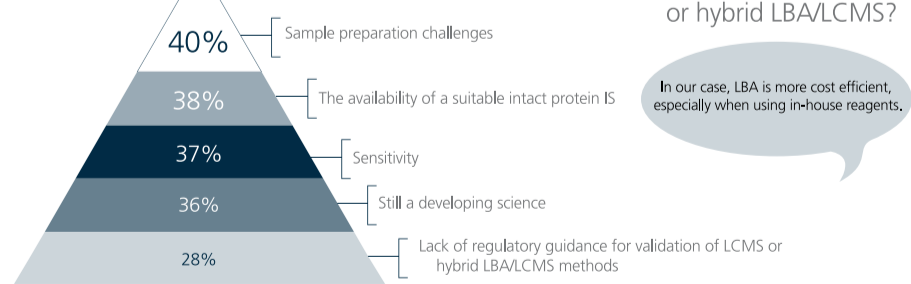 or hybrid LBA/LCMS?
40%
Sample preparation challenges
In our case, LBA is more cost efficient,
especially when using in-house reagents.
38%
The availability of a suitable intact protein IS
37%
Sensitivity
36%
Still a developing science
28%
Lack of regulatory guidance for validation of LCMS or
hybrid LBA/LCMS methods